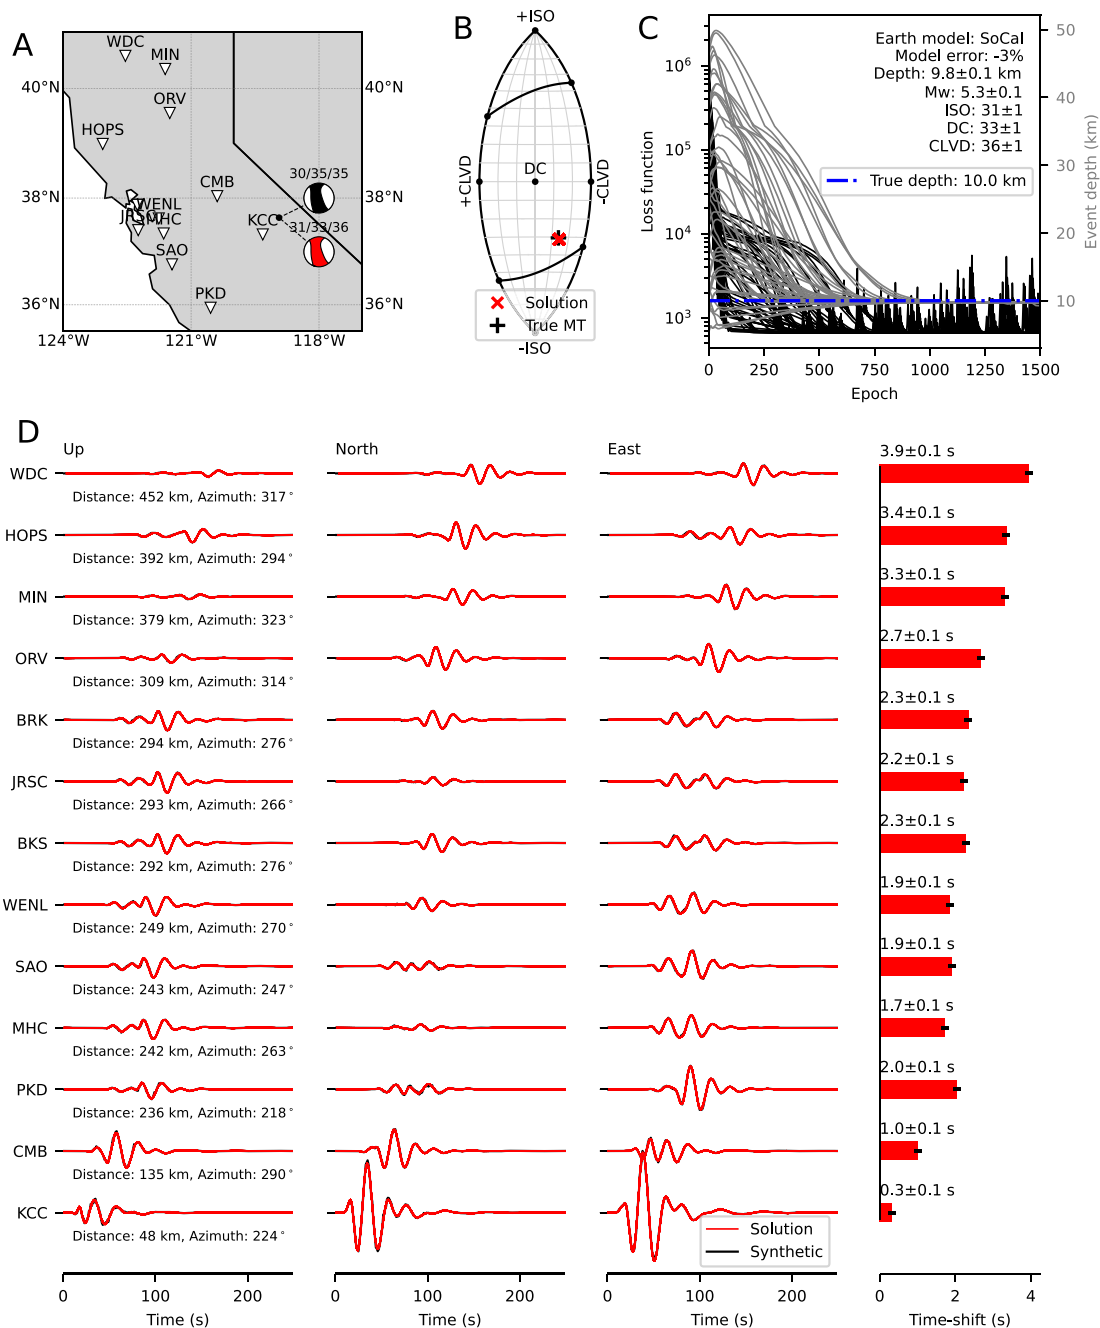 A
WDC
MIN
ORV
HOPS
CMB
WENL
MHC
KCC
SAO
PKD
30/35/35
31/33/36
40°N
38°N
36°N
40°N
38°N
36°N
124°W
121°W
118°W
B
+ISO
+CLVD
DC
-CLVD
Solution
True MT
-ISO
C
Earth model: SoCal
Model error: -3%
Depth: 9.8±0.1 km
Mw: 5.3±0.1
ISO: 31±1
DC: 33±1
CLVD: 36±1
True depth: 10.0 km
Loss function
10⁶
10⁵
10⁴
10³
Event depth (km)
50
40
30
20
10
0 250 500 750 1000 1250 1500
Epoch
D
Up North East
WDC 3.9±0.1 s
Distance: 452 km, Azimuth: 317°
HOPS 3.4±0.1 s
Distance: 392 km, Azimuth: 294°
MIN 3.3±0.1 s
Distance: 379 km, Azimuth: 323°
ORV 2.7±0.1 s
Distance: 309 km, Azimuth: 314°
BRK 2.3±0.1 s
Distance: 294 km, Azimuth: 276°
JRSC 2.2±0.1 s
Distance: 293 km, Azimuth: 266°
BKS 2.3±0.1 s
Distance: 292 km, Azimuth: 276°
WENL 1.9±0.1 s
Distance: 249 km, Azimuth: 270°
SAO 1.9±0.1 s
Distance: 243 km, Azimuth: 247°
MHC 1.7±0.1 s
Distance: 242 km, Azimuth: 263°
PKD 2.0±0.1 s
Distance: 236 km, Azimuth: 218°
CMB 1.0±0.1 s
Distance: 135 km, Azimuth: 290°
KCC 0.3±0.1 s
Distance: 48 km, Azimuth: 224°
Solution
Synthetic
0 100 200 0 100 200 0 100 200 0 2 4
Time (s) Time (s) Time (s) Time-shift (s)